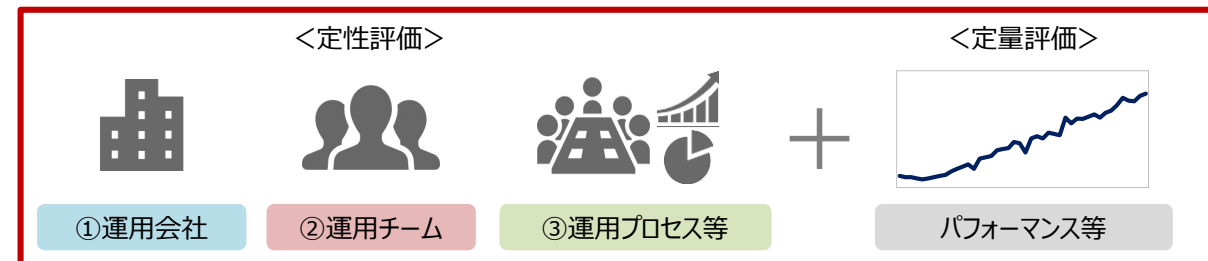 ＜定性評価＞
＜定量評価＞
①運用会社
②運用チーム
③運用プロセス等
パフォーマンス等